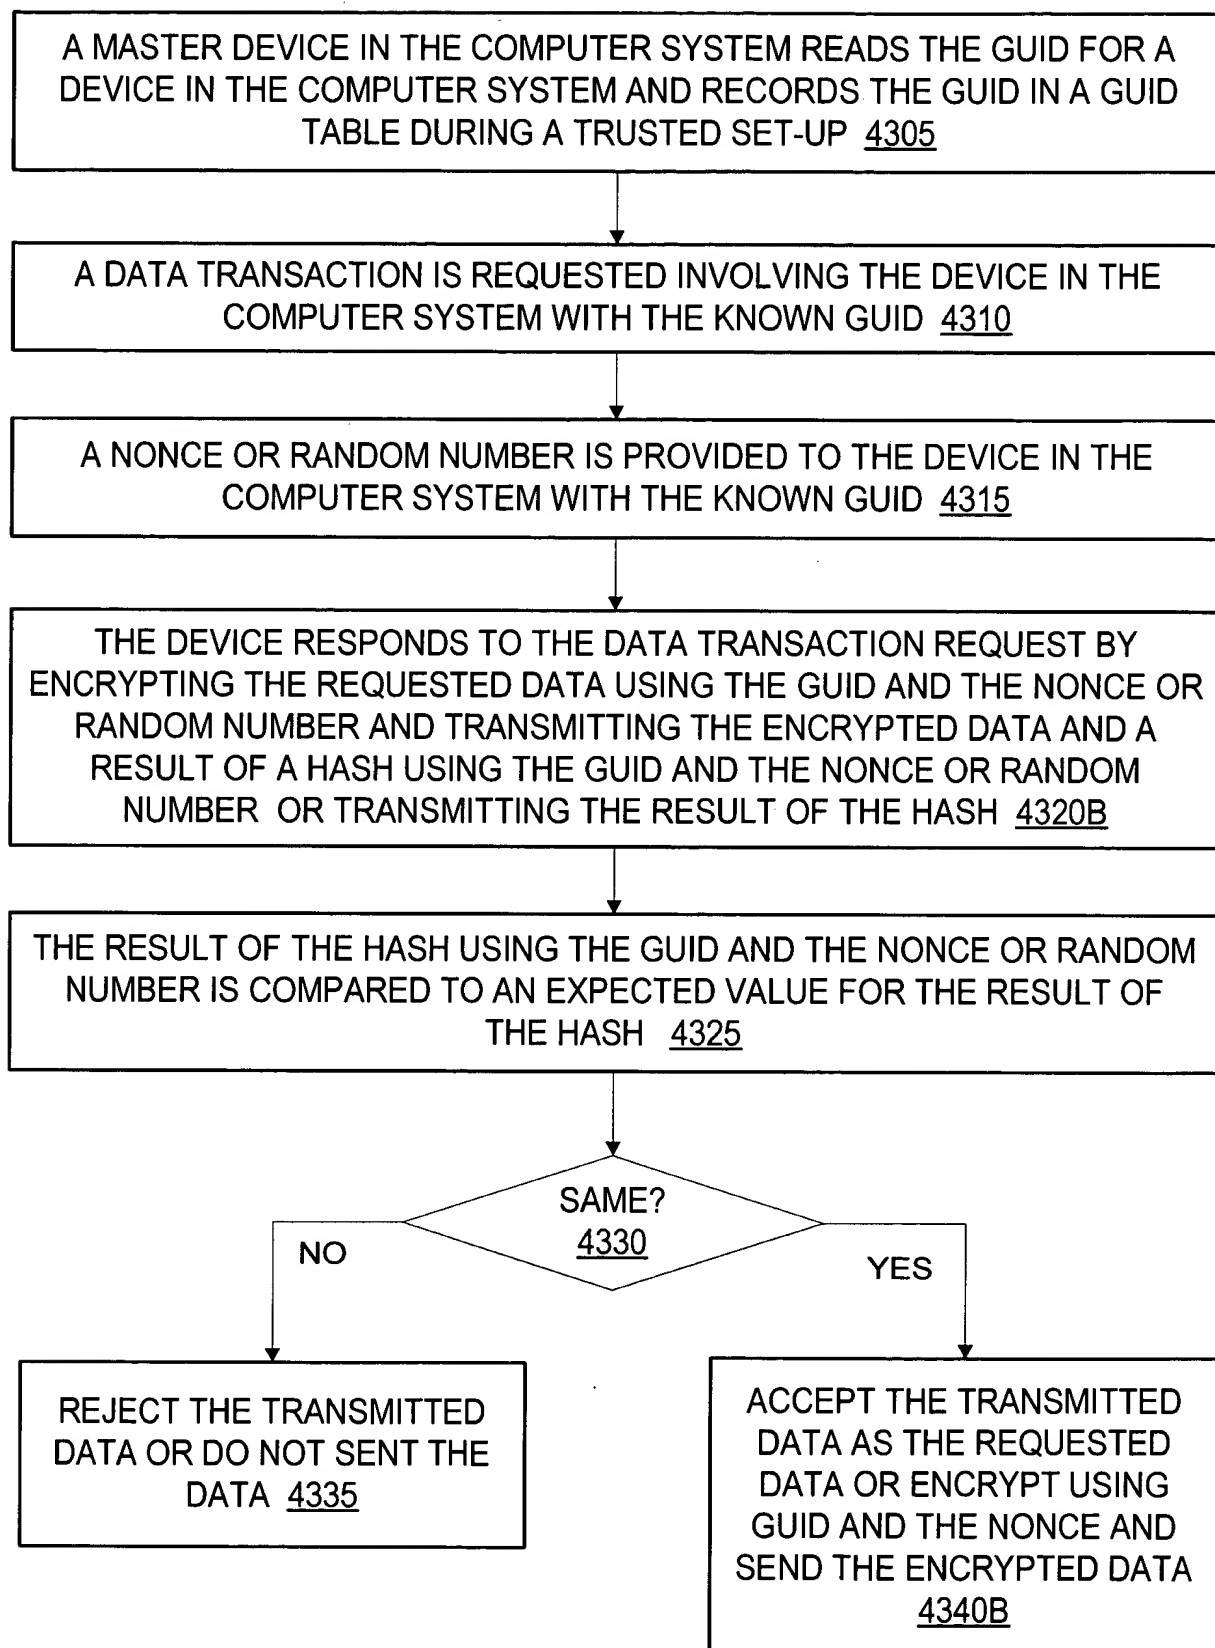 A MASTER DEVICE IN THE COMPUTER SYSTEM READS THE GUID FOR A
DEVICE IN THE COMPUTER SYSTEM AND RECORDS THE GUID IN A GUID
TABLE DURING A TRUSTED SET-UP 4305
A DATA TRANSACTION IS REQUESTED INVOLVING THE DEVICE IN THE
COMPUTER SYSTEM WITH THE KNOWN GUID 4310
A NONCE OR RANDOM NUMBER IS PROVIDED TO THE DEVICE IN THE
COMPUTER SYSTEM WITH THE KNOWN GUID 4315
THE DEVICE RESPONDS TO THE DATA TRANSACTION REQUEST BY
ENCRYPTING THE REQUESTED DATA USING THE GUID AND THE NONCE OR
RANDOM NUMBER AND TRANSMITTING THE ENCRYPTED DATA AND A
RESULT OF A HASH USING THE GUID AND THE NONCE OR RANDOM
NUMBER OR TRANSMITTING THE RESULT OF THE HASH 4320B
THE RESULT OF THE HASH USING THE GUID AND THE NONCE OR RANDOM
NUMBER IS COMPARED TO AN EXPECTED VALUE FOR THE RESULT OF
THE HASH 4325
SAME?
4330
NO
YES
REJECT THE TRANSMITTED
DATA OR DO NOT SENT THE
DATA 4335
ACCEPT THE TRANSMITTED
DATA AS THE REQUESTED
DATA OR ENCRYPT USING
GUID AND THE NONCE AND
SEND THE ENCRYPTED DATA
4340B